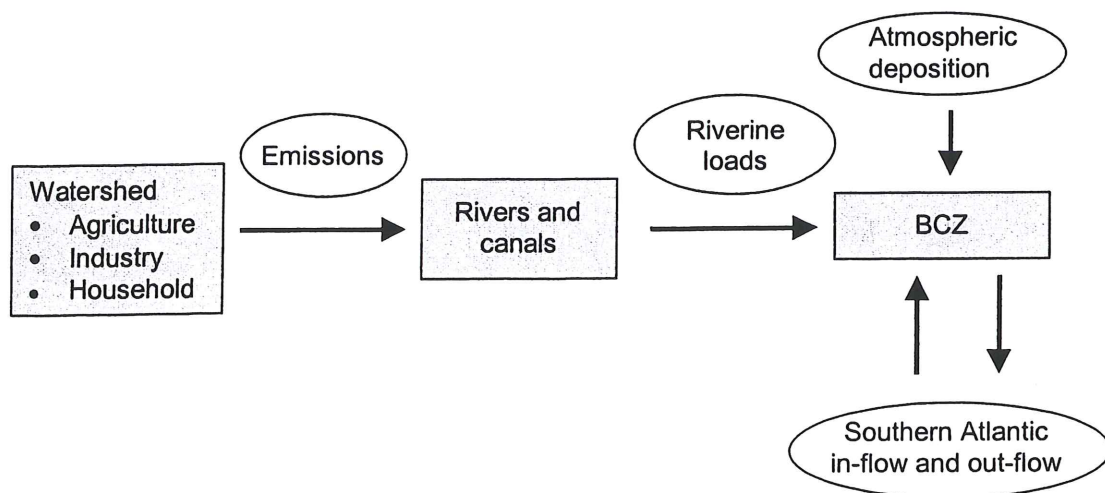 Atmospheric
deposition
Emissions
Riverine
loads
Watershed
• Agriculture
• Industry
• Household
Rivers and
canals
BCZ
Southern Atlantic
in-flow and out-flow